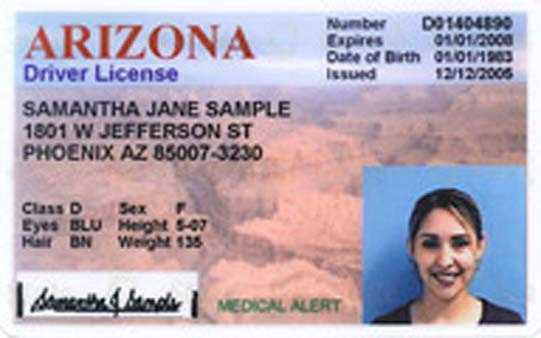 ARIZONA
Driver License
Number D01404890
Expires 01/01/2008
Date of Birth 01/01/1983
Issued 12/12/2005
SAMANTHA JANE SAMPLE
1801 W JEFFERSON ST
PHOENIX AZ 85007-3230
Class D Sex F
Eyes BLU Height 5-07
Hair BN Weight 135
Samantha J Sample
MEDICAL ALERT